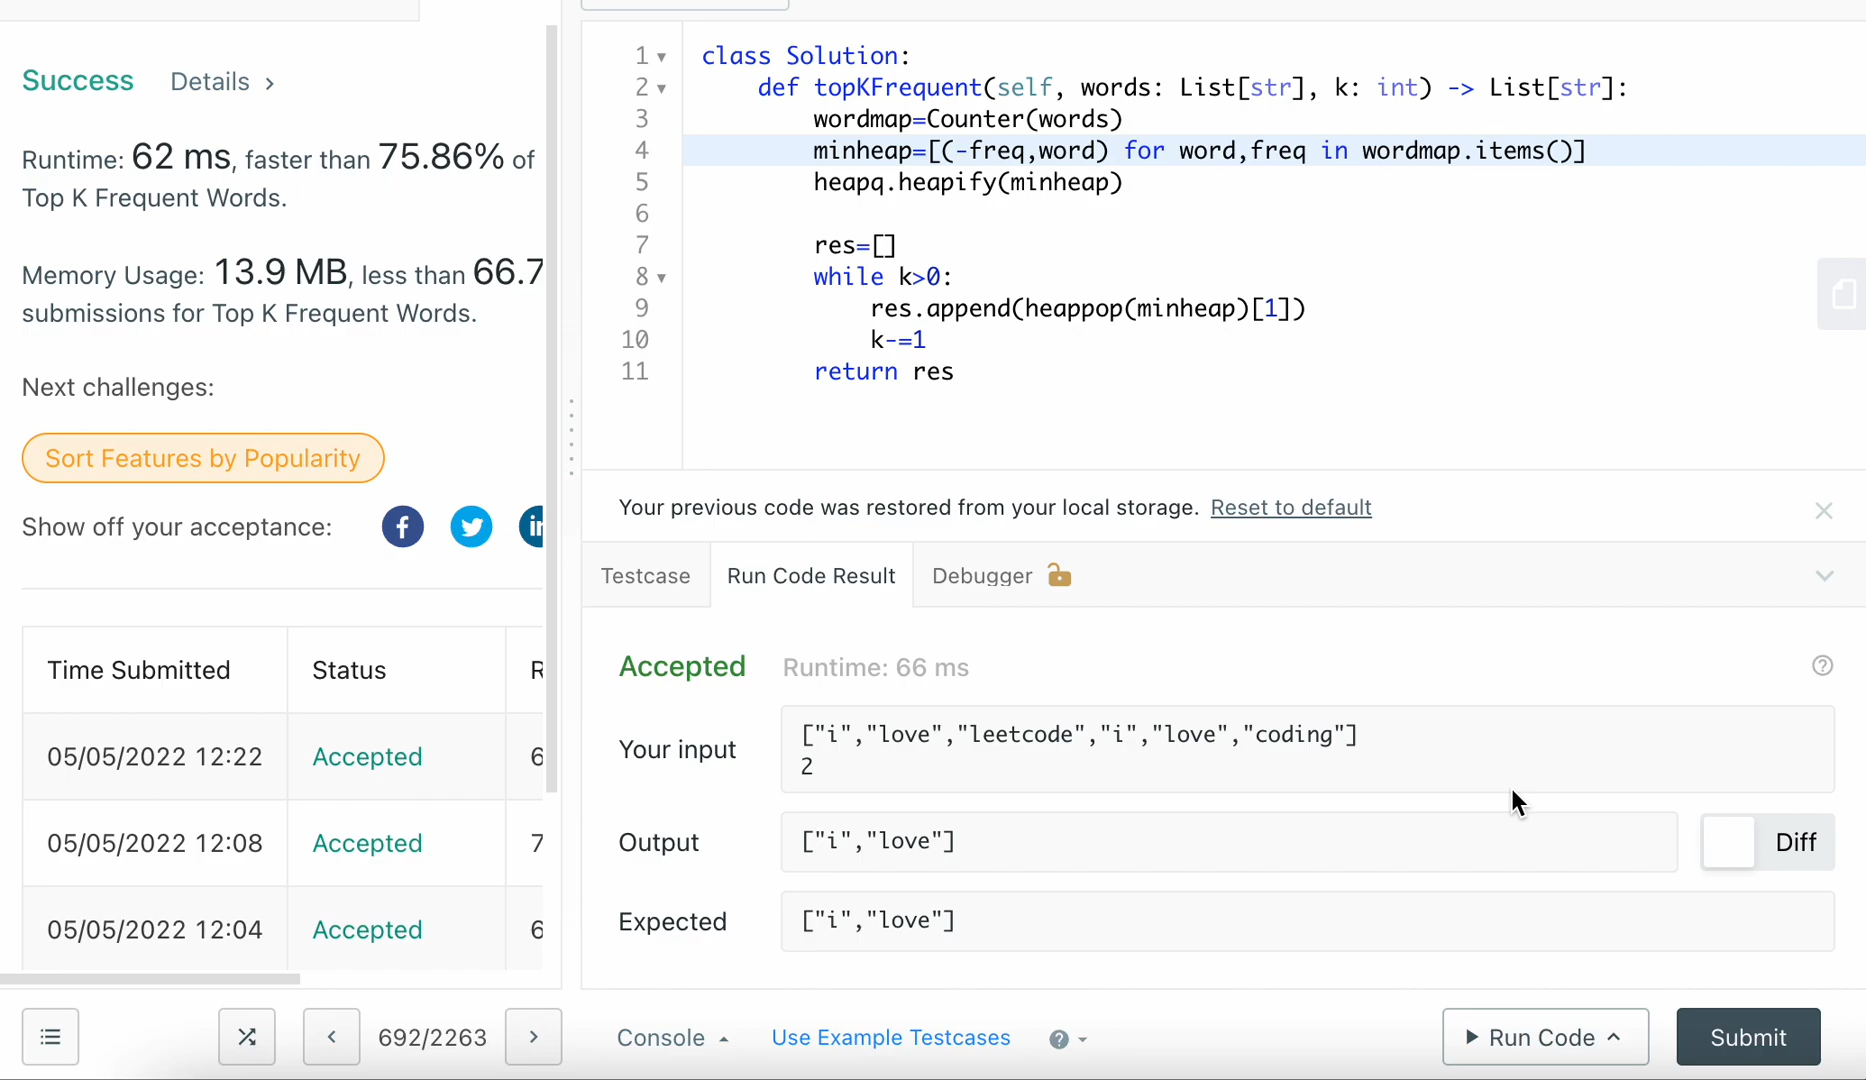 Success Details >
Runtime: 62 ms, faster than 75.86% of
Top K Frequent Words.
Memory Usage: 13.9 MB, less than 66.7
submissions for Top K Frequent Words.
Next challenges:
Sort Features by Popularity
Show off your acceptance:
Time Submitted Status R
05/05/2022 12:22 Accepted 6
05/05/2022 12:08 Accepted 7
05/05/2022 12:04 Accepted 6
692/2263
1 class Solution:
2 def topKFrequent(self, words: List[str], k: int) -> List[str]:
3 wordmap=Counter(words)
4 minheap=[(-freq,word) for word,freq in wordmap.items()]
5 heapq.heapify(minheap)
6
7 res=[]
8 while k>0:
9 res.append(heappop(minheap)[1])
10 k-=1
11 return res
Your previous code was restored from your local storage. Reset to default
Testcase Run Code Result Debugger
Accepted Runtime: 66 ms
Your input ["i","love","leetcode","i","love","coding"]
2
Output ["i","love"] Diff
Expected ["i","love"]
Console Use Example Testcases Run Code Submit